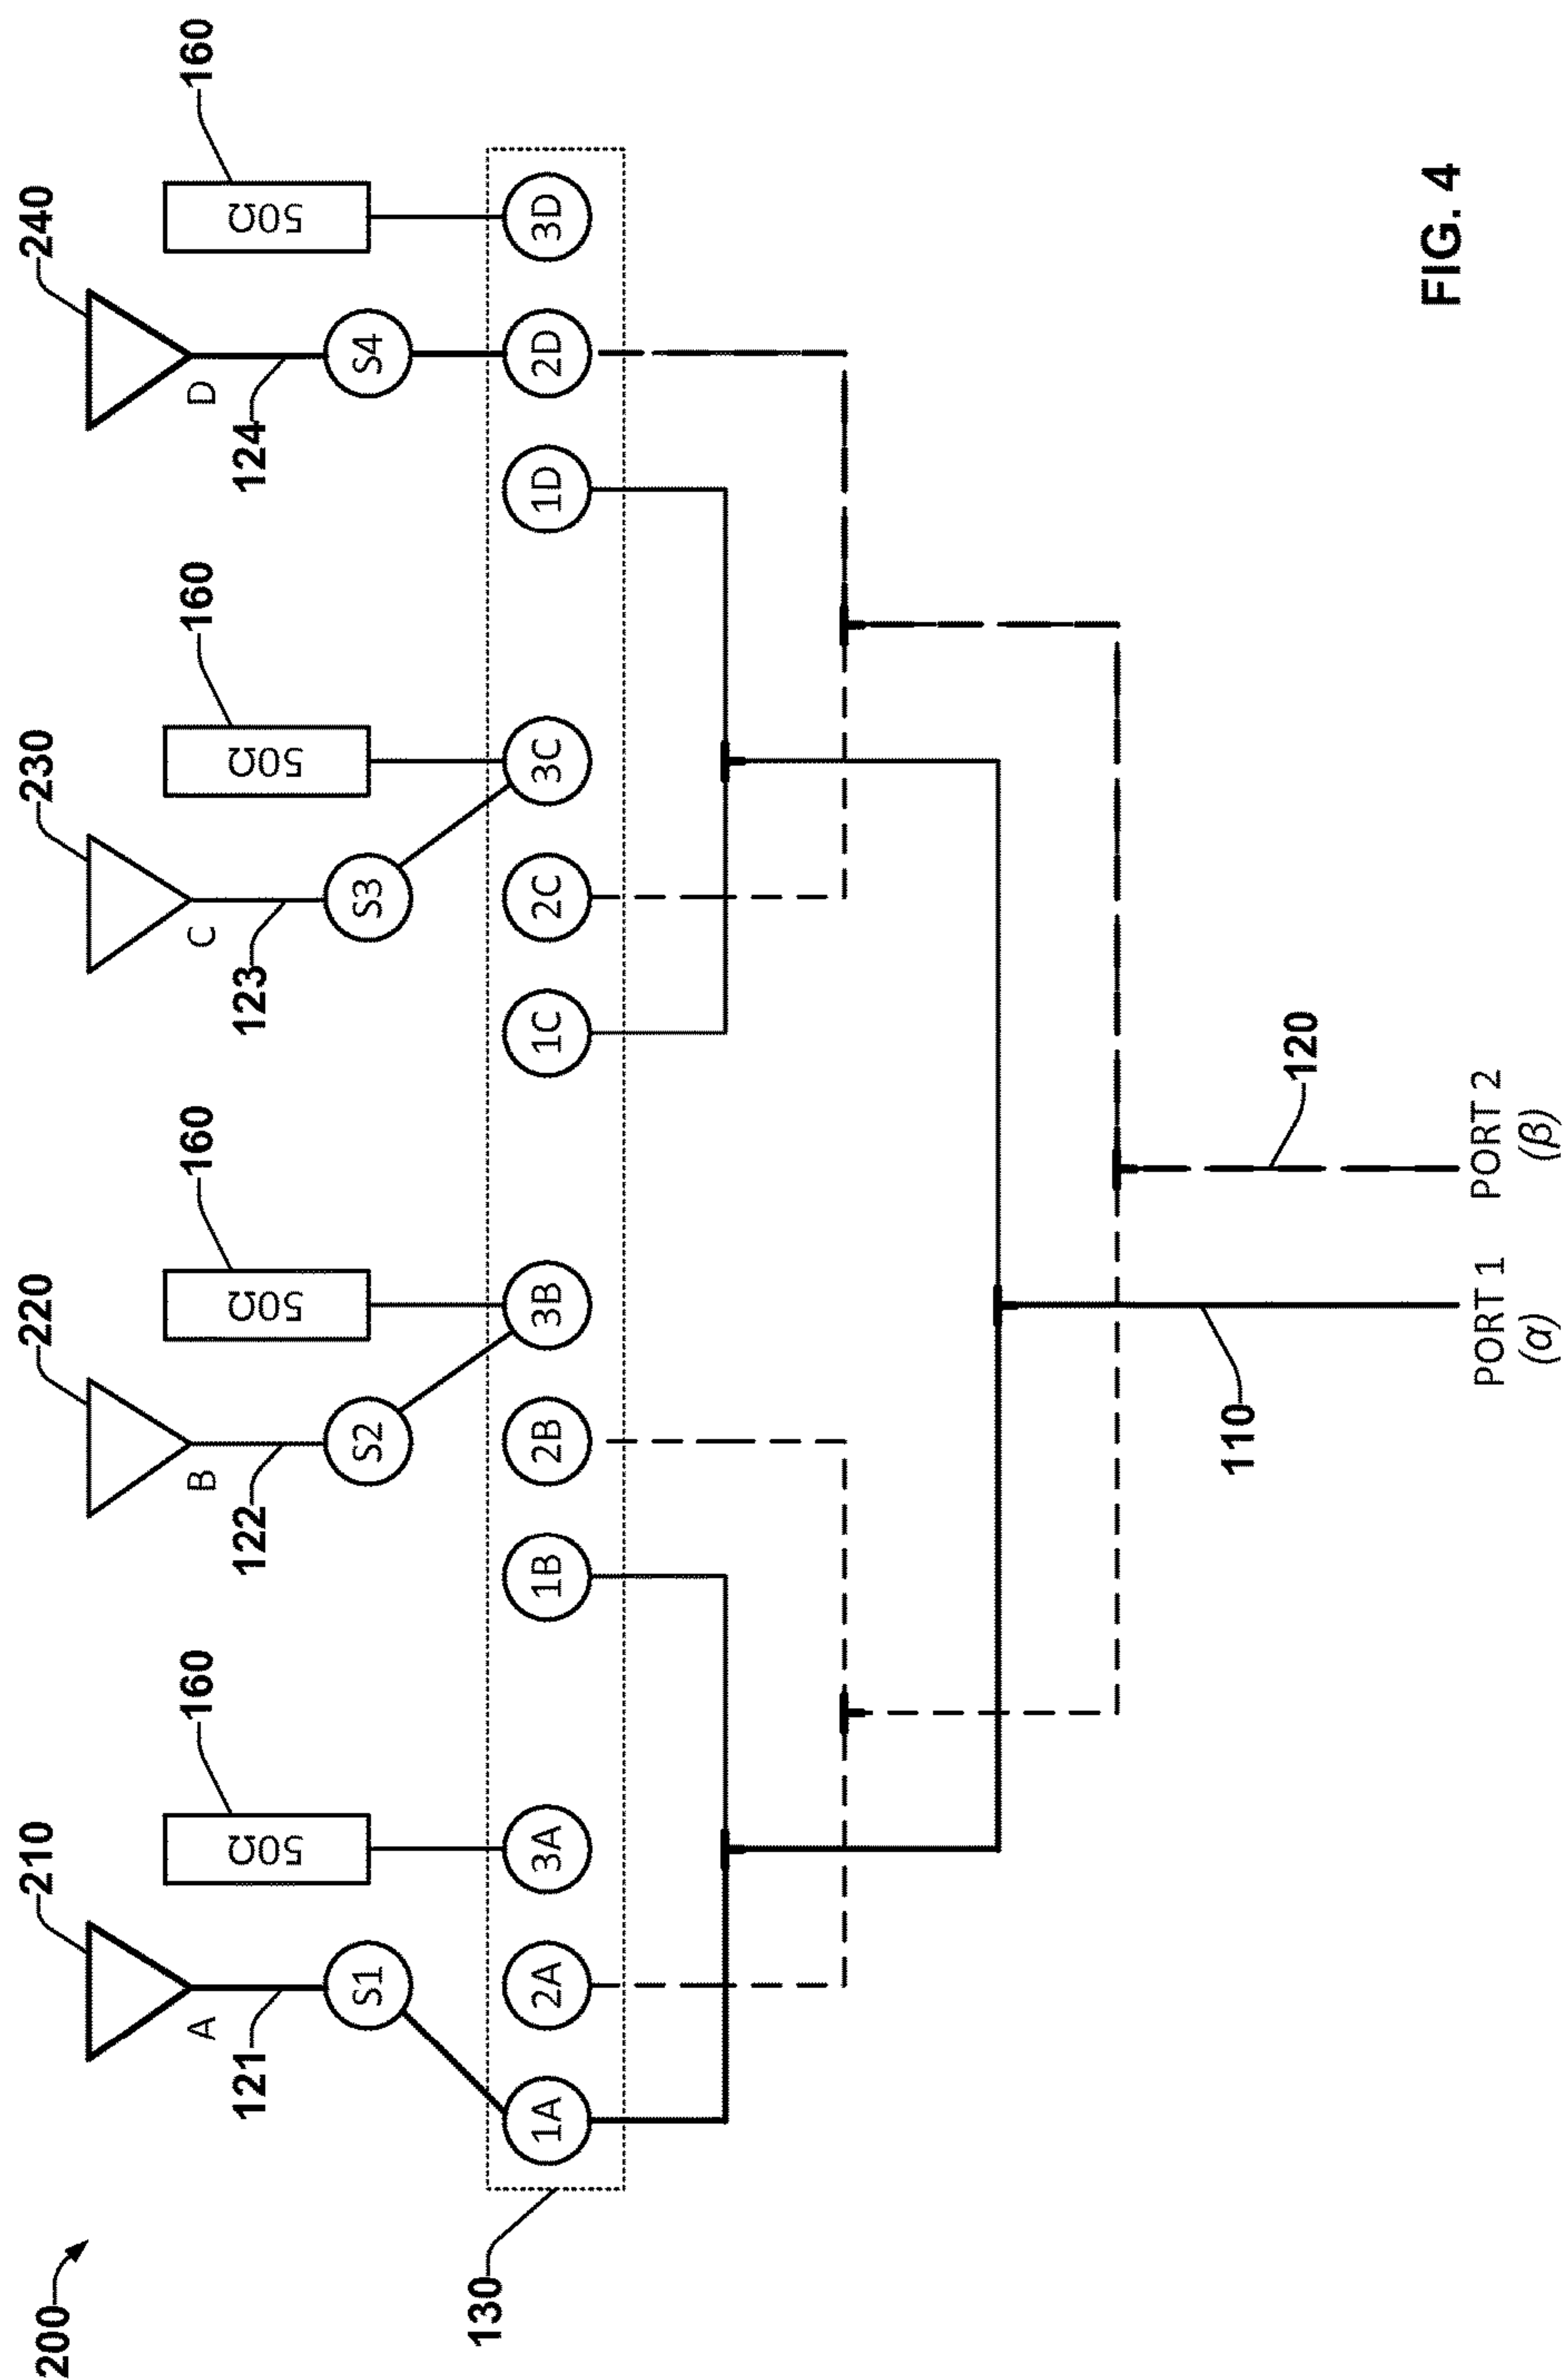 200
210
160
220
160
230
160
240
160
50Ω
50Ω
50Ω
50Ω
A
B
C
D
121
122
123
124
S1
S2
S3
S4
130
1A
2A
3A
1B
2B
3B
1C
2C
3C
1D
2D
3D
110
120
PORT 1
(α)
PORT 2
(β)
FIG. 4